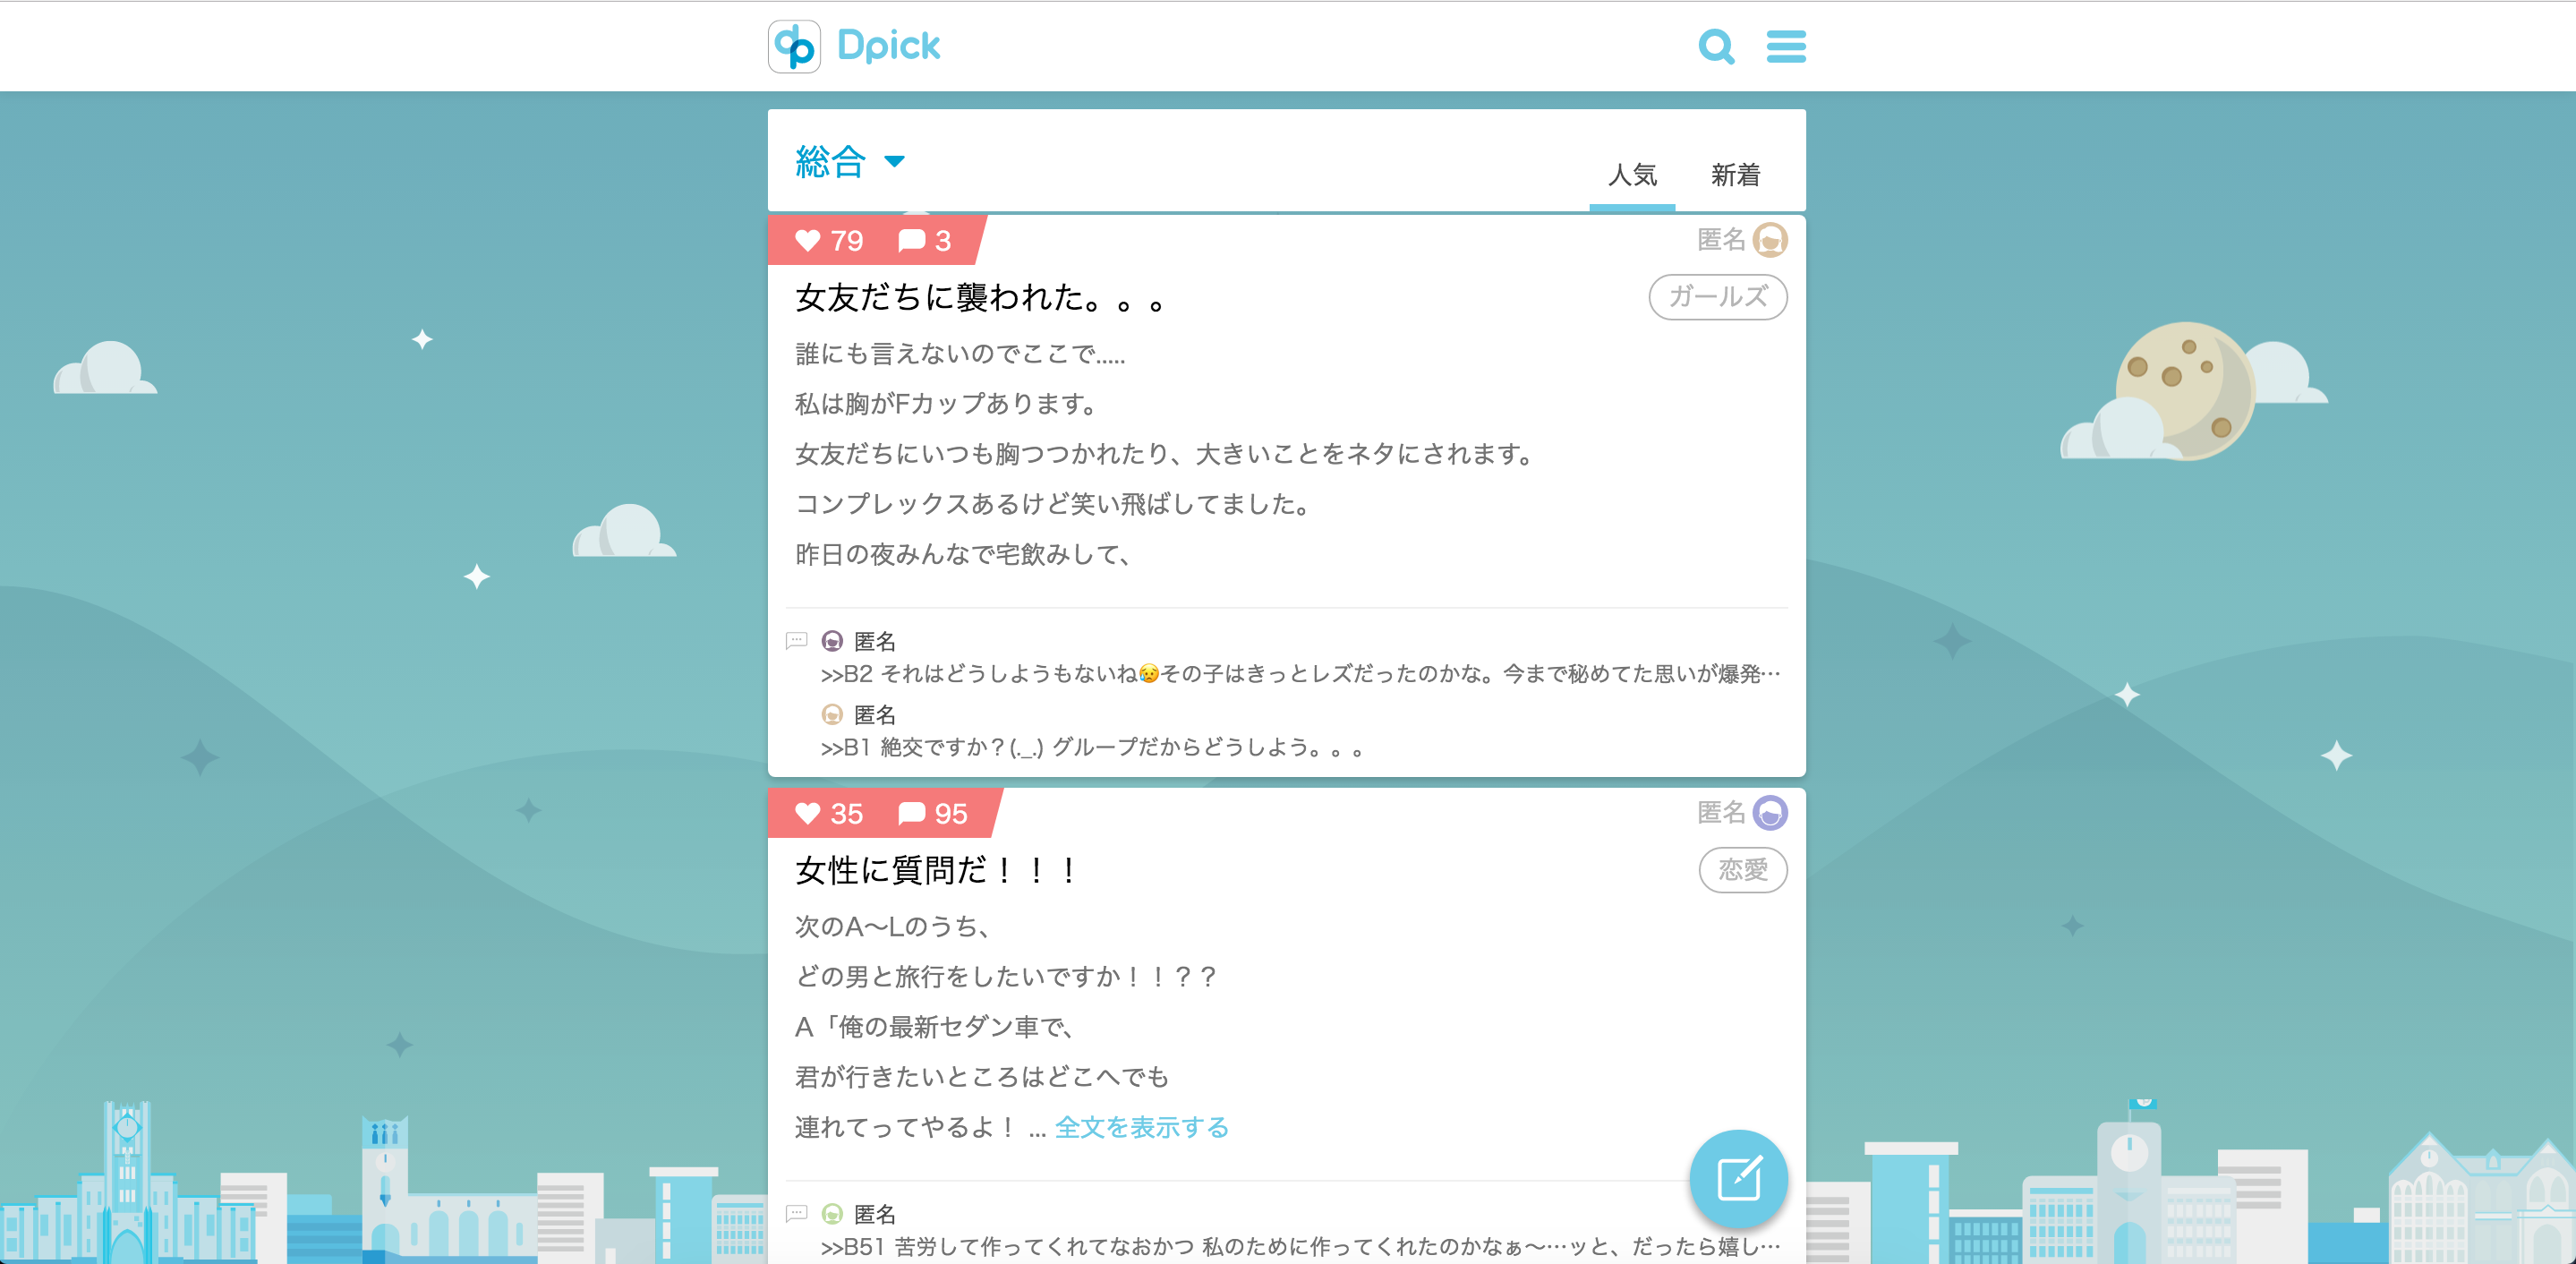 dp Dpick
総合
人気 新着
79 3 匿名
女友だちに襲われた。。。 ガールズ
誰にも言えないのでここで.....
私は胸がFカップあります。
女友だちにいつも胸つつかれたり、大きいことをネタにされます。
コンプレックスあるけど笑い飛ばしてました。
昨日の夜みんなで宅飲みして、
匿名
>>B2 それはどうしようもないね😥その子はきっとレズだったのかな。今まで秘めてた思いが爆発…
匿名
>>B1 絶交ですか？(._.) グループだからどうしよう。。。
35 95 匿名
女性に質問だ！！！ 恋愛
次のA〜Lのうち、
どの男と旅行をしたいですか！！？？
A「俺の最新セダン車で、
君が行きたいところはどこへでも
連れてってやるよ！ ... 全文を表示する
匿名
>>B51 苦労して作ってくれてなおかつ 私のために作ってくれたのかなぁ〜…ッと、だったら嬉し…